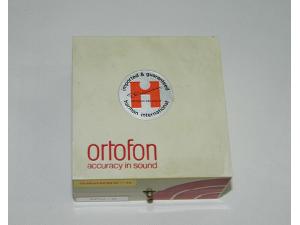 imported & guaranteed
H
harman international
ortofon
accuracy in sound